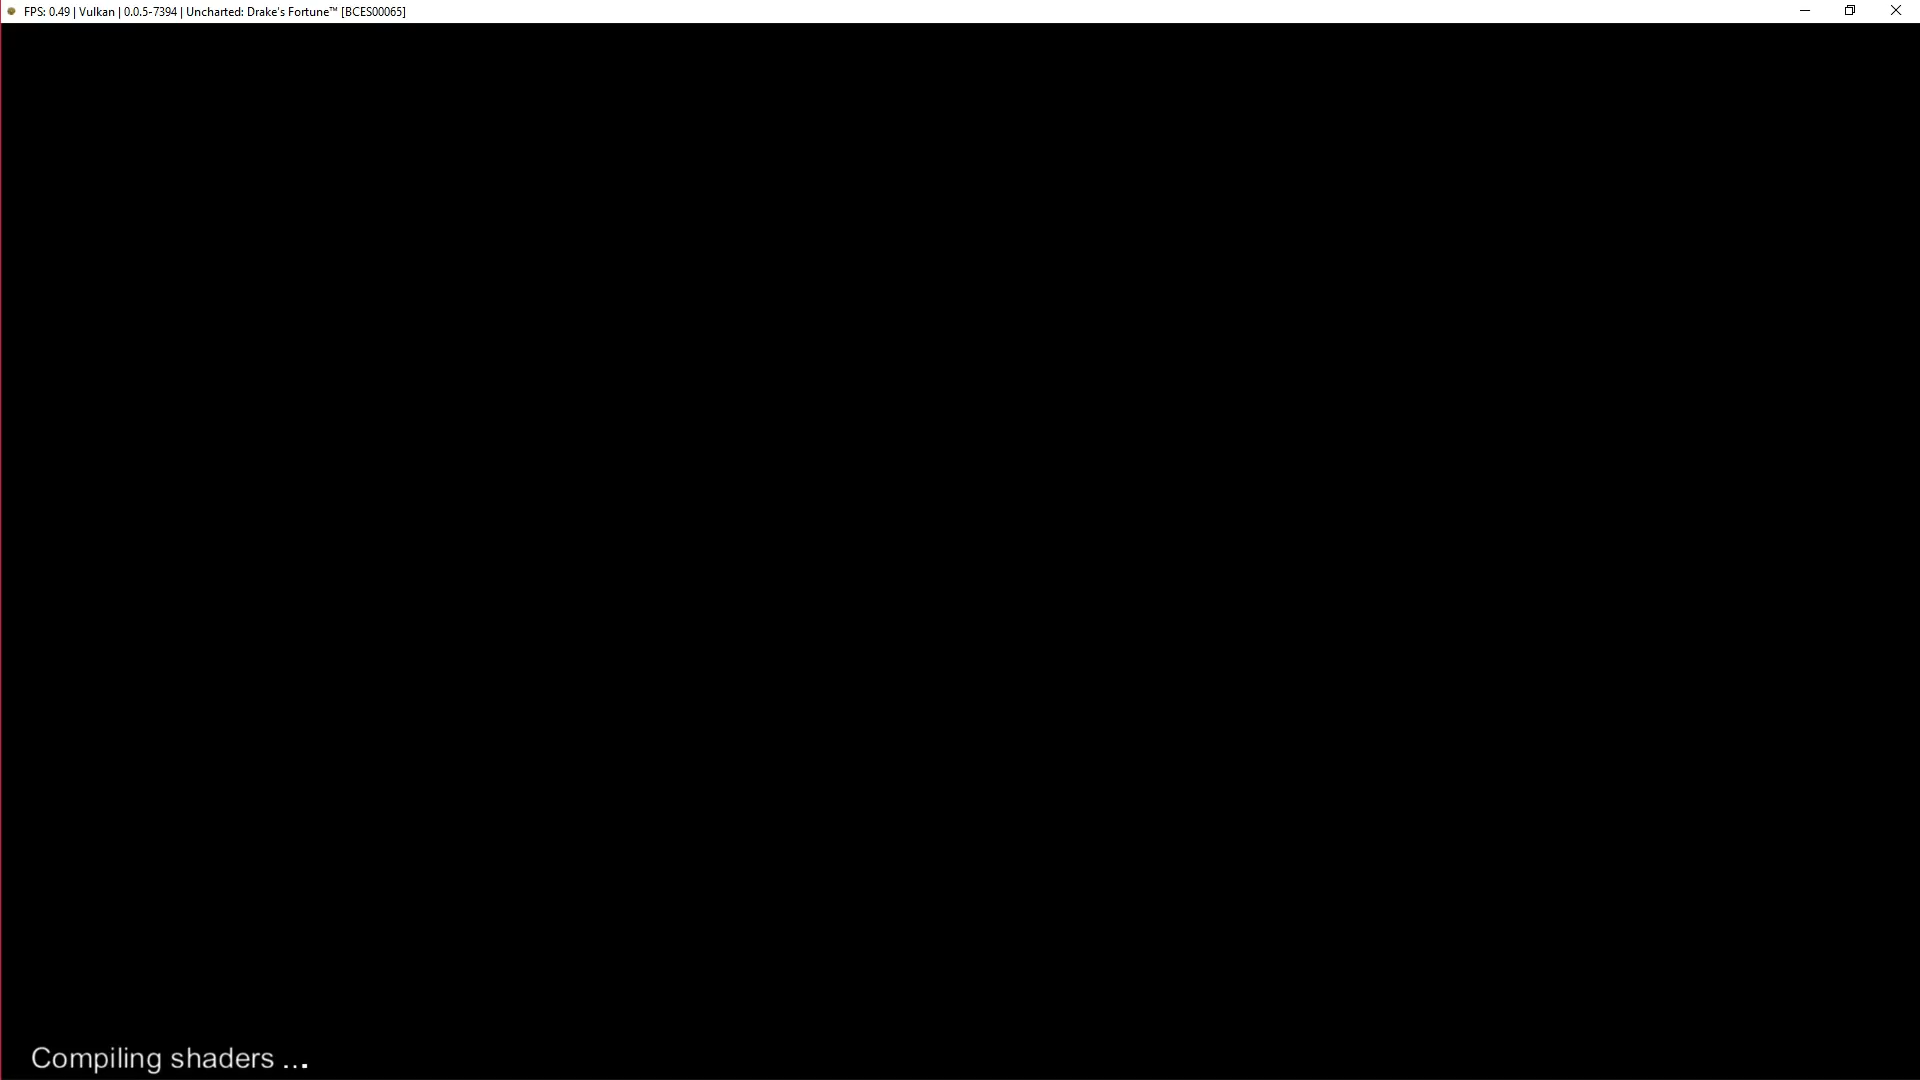 FPS: 0.49 | Vulkan | 0.0.5-7394 | Uncharted: Drake's Fortune™ [BCES00065]
Compiling shaders ...